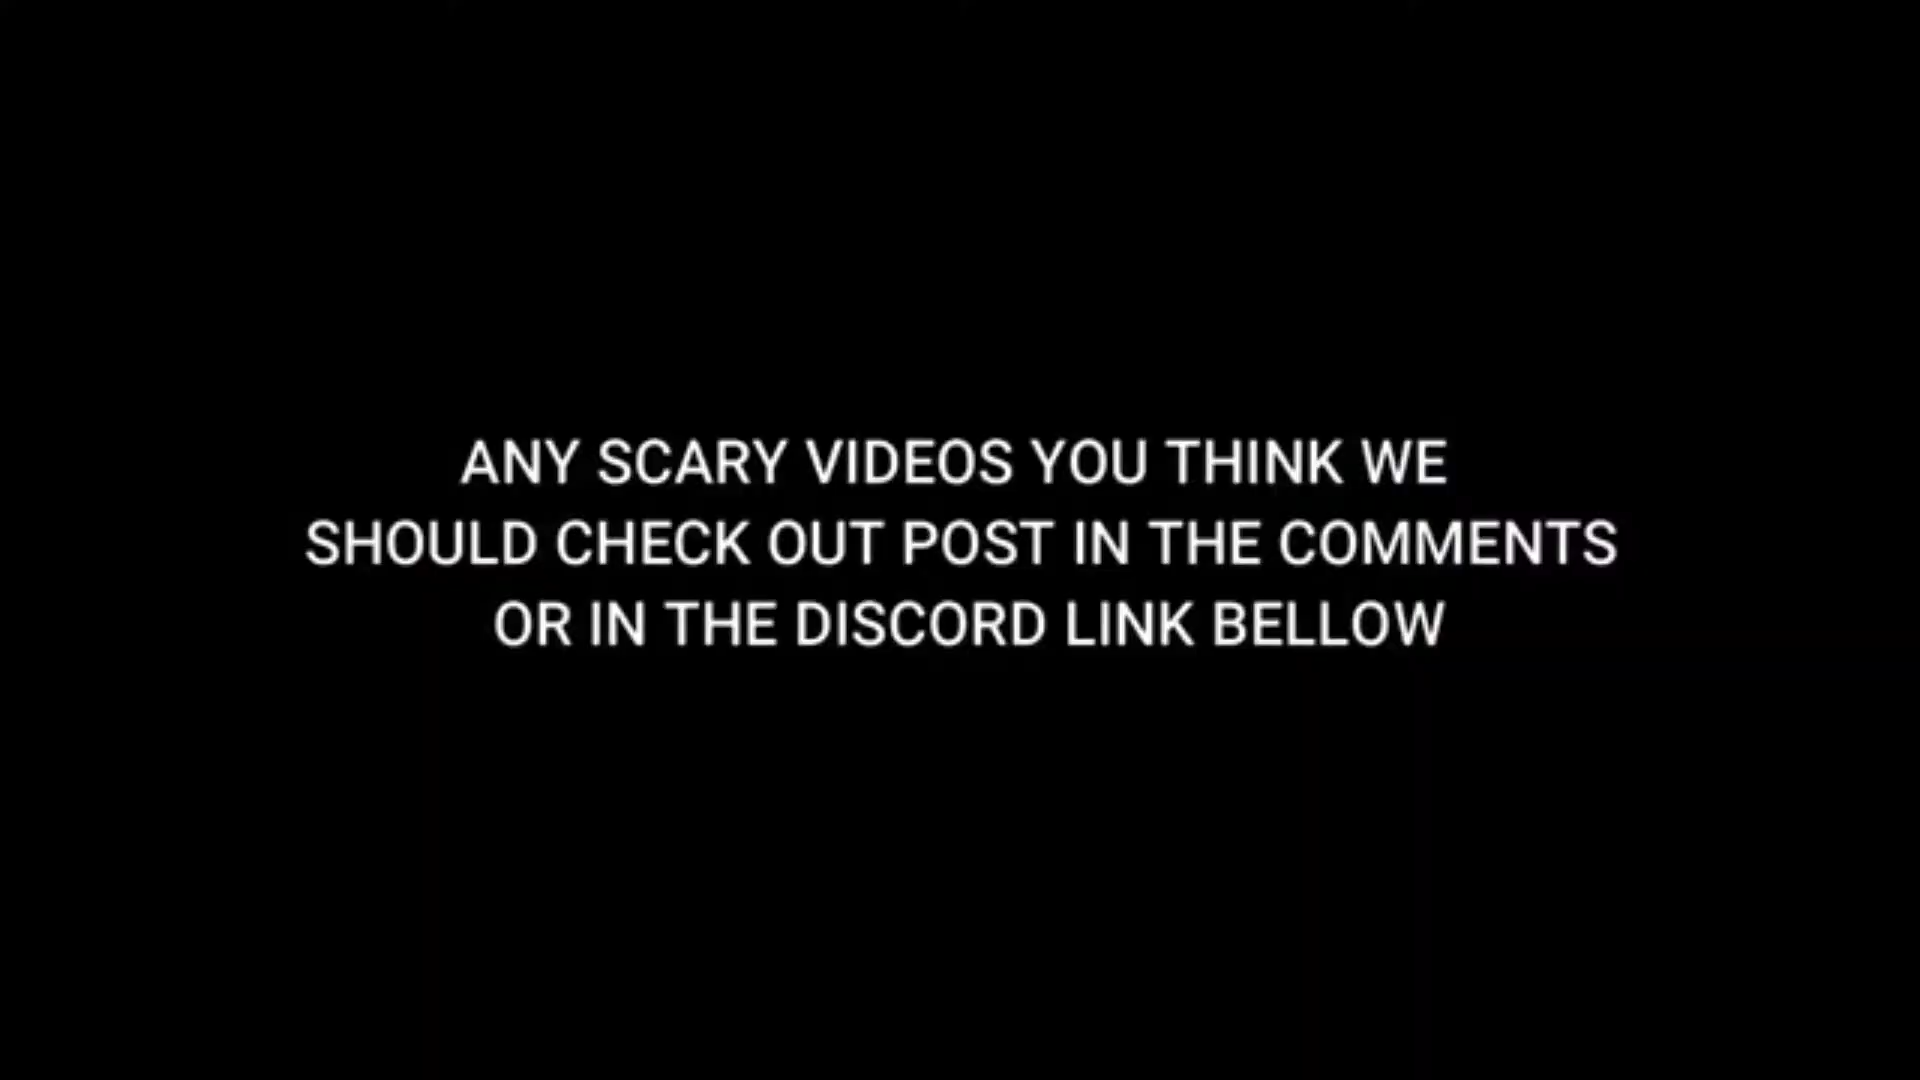 ANY SCARY VIDEOS YOU THINK WE
SHOULD CHECK OUT POST IN THE COMMENTS
OR IN THE DISCORD LINK BELLOW